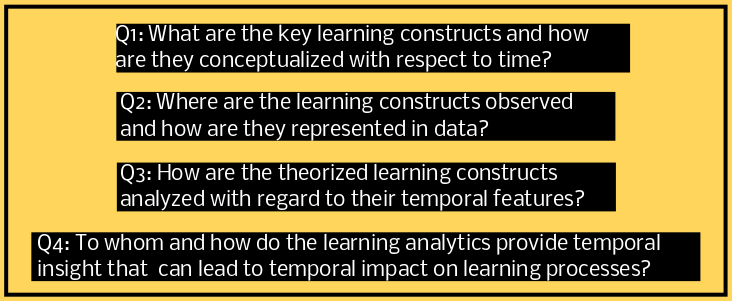 Q1: What are the key learning constructs and how
are they conceptualized with respect to time?
Q2: Where are the learning constructs observed
and how are they represented in data?
Q3: How are the theorized learning constructs
analyzed with regard to their temporal features?
Q4: To whom and how do the learning analytics provide temporal
insight that  can lead to temporal impact on learning processes?